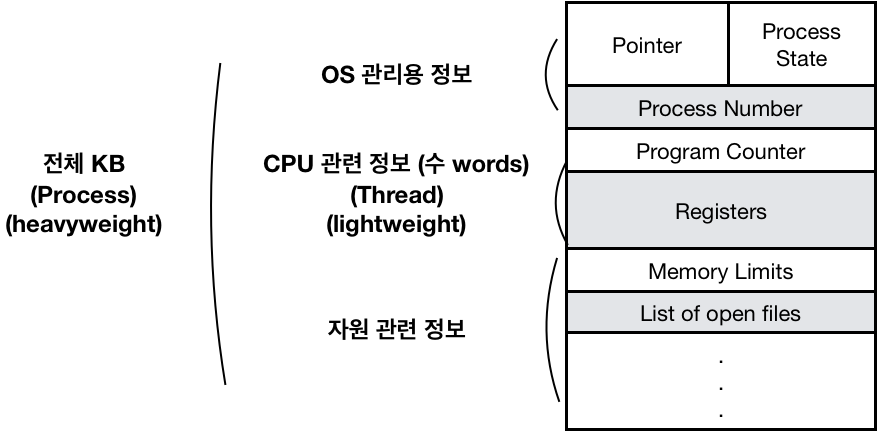 전체 KB
(Process)
(heavyweight)
OS 관리용 정보
CPU 관련 정보 (수 words)
(Thread)
(lightweight)
자원 관련 정보
Pointer
Process
State
Process Number
Program Counter
Registers
Memory Limits
List of open files
.
.
.